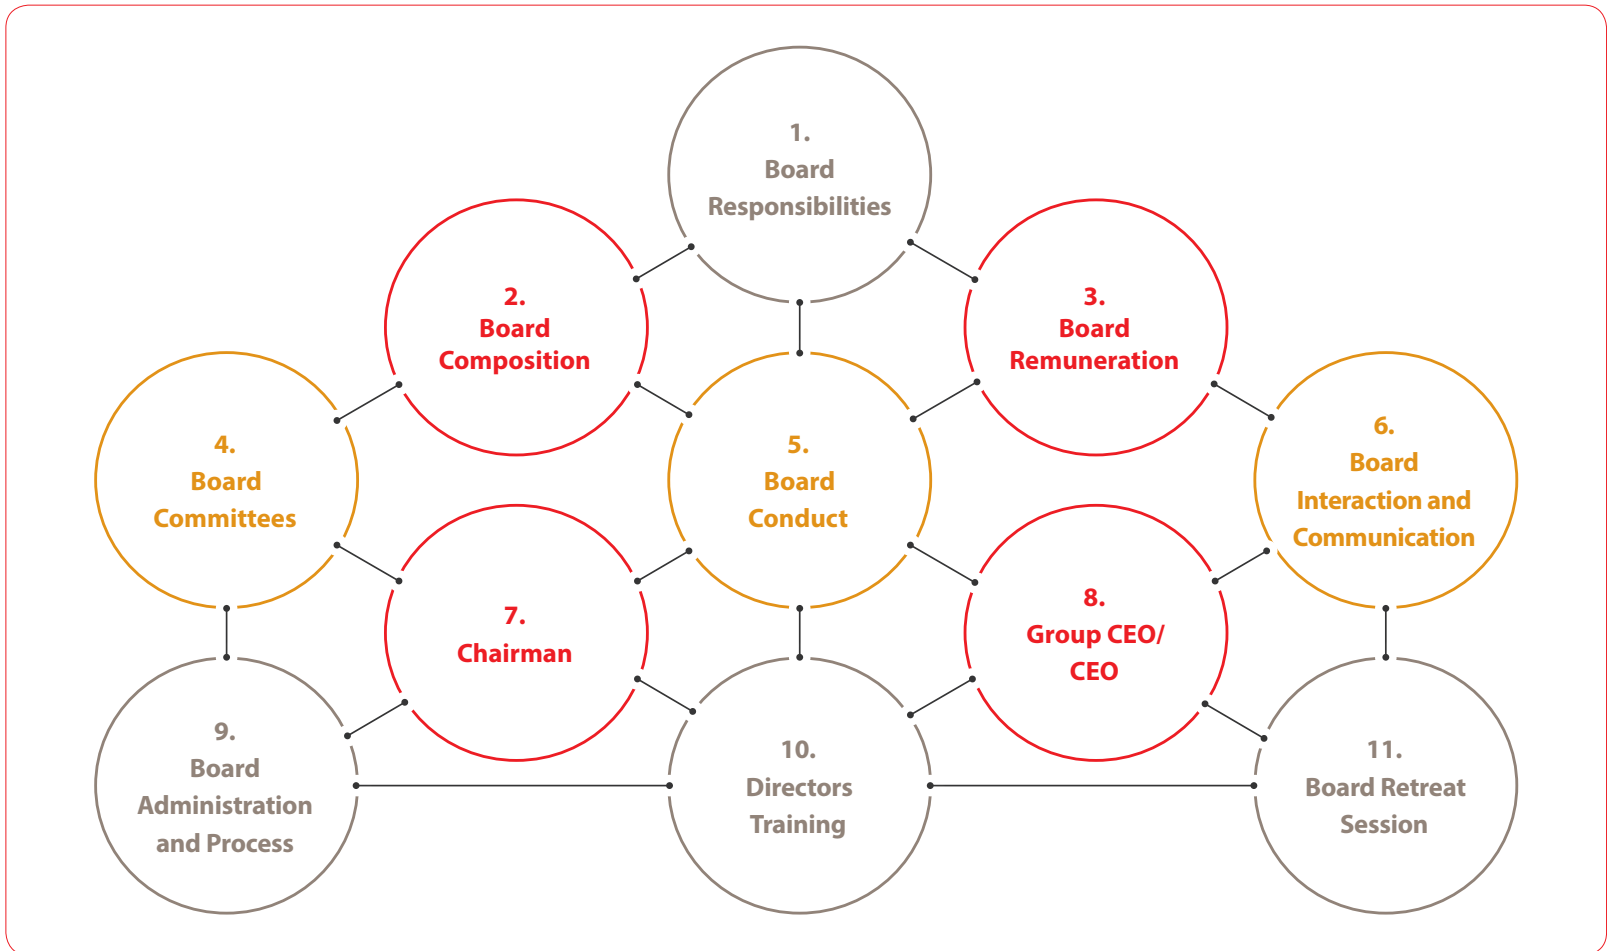 1.
Board
Responsibilities
2.
Board
Composition
3.
Board
Remuneration
4.
Board
Committees
5.
Board
Conduct
6.
Board
Interaction and
Communication
7.
Chairman
8.
Group CEO/
CEO
9.
Board
Administration
and Process
10.
Directors
Training
11.
Board Retreat
Session